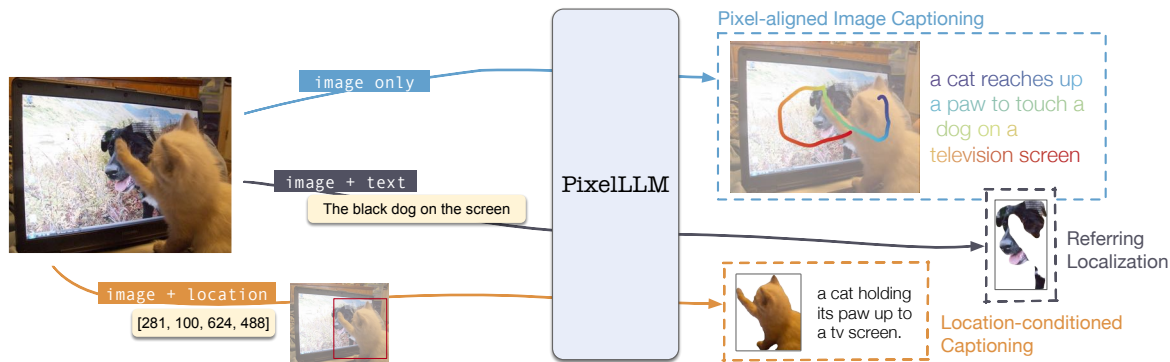 Pixel-aligned Image Captioning
image only
a cat reaches up
a paw to touch a
dog on a
television screen
image + text
The black dog on the screen
PixelLLM
Referring
Localization
image + location
[281, 100, 624, 488]
a cat holding
its paw up to
a tv screen.
Location-conditioned
Captioning